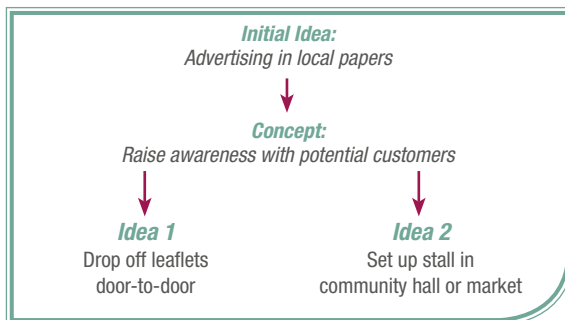 Initial Idea:
Advertising in local papers
Concept:
Raise awareness with potential customers
Idea 1
Drop off leaflets
door-to-door
Idea 2
Set up stall in
community hall or market